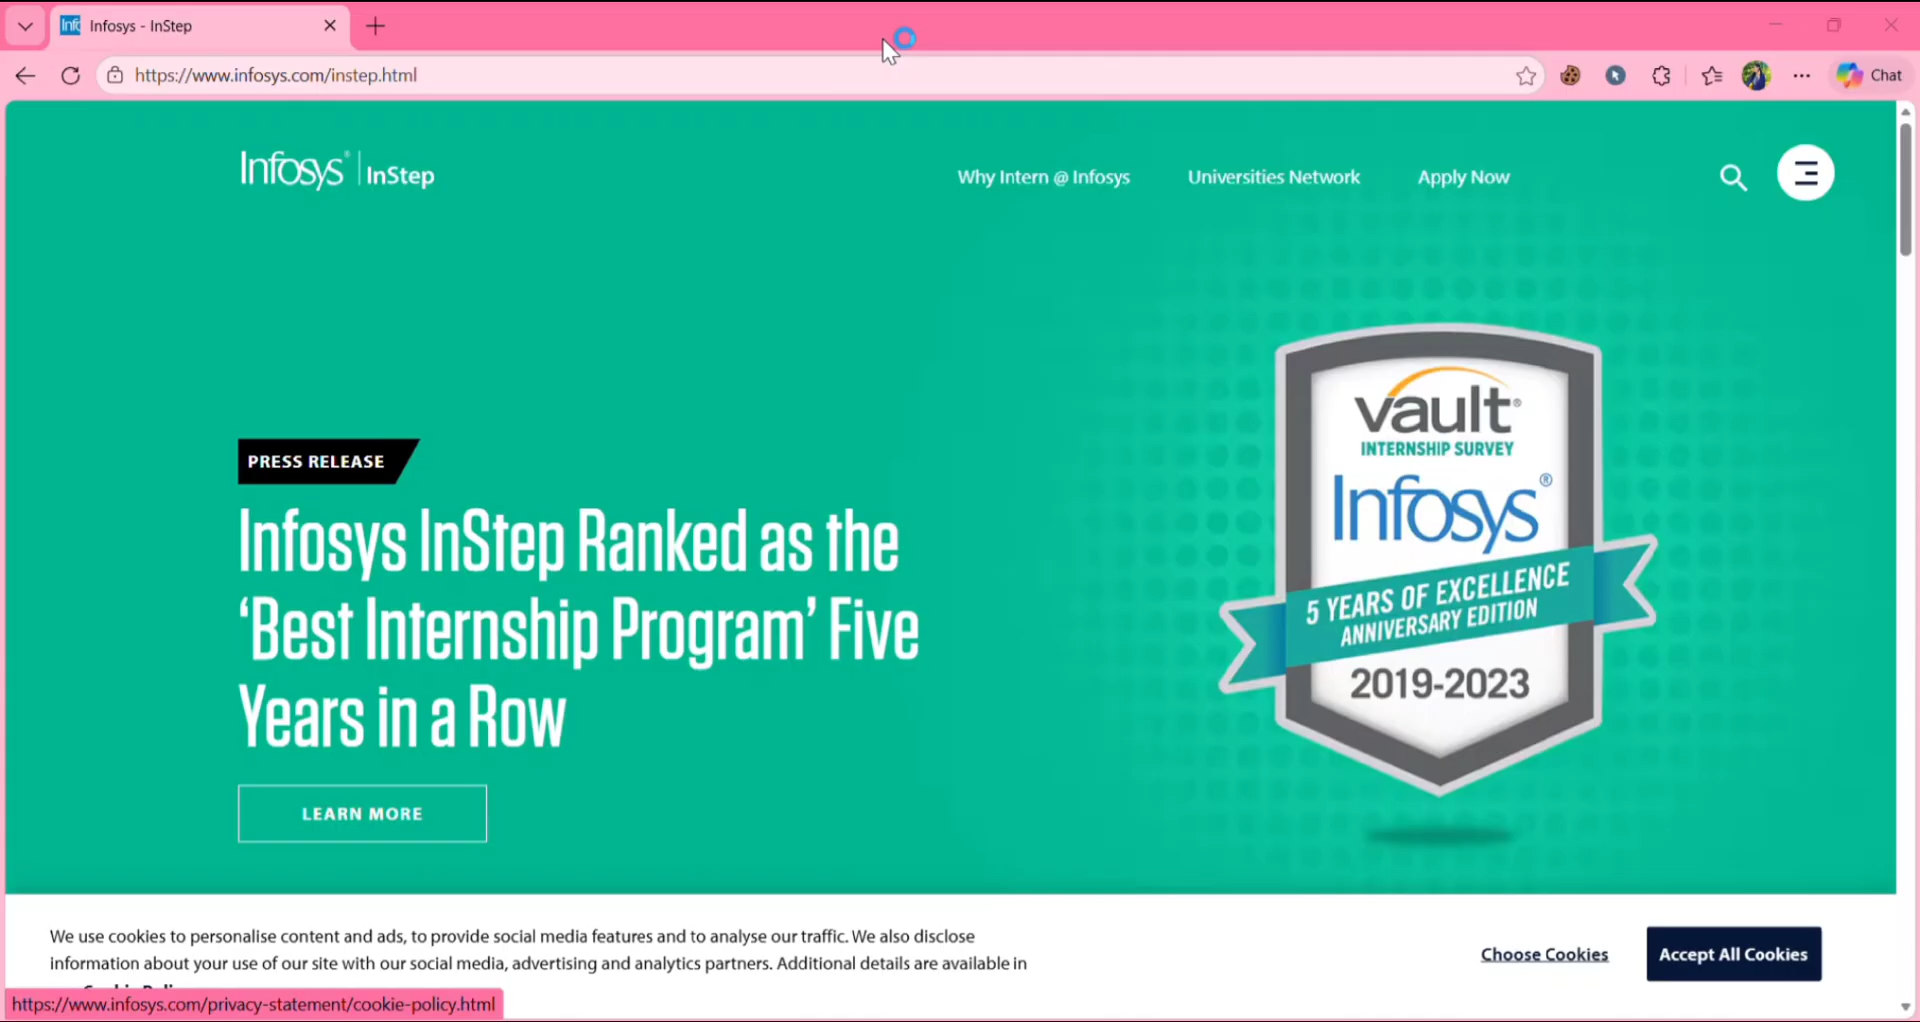 Infosys - InStep
https://www.infosys.com/instep.html
Chat
Infosys® | InStep
Why Intern @ Infosys
Universities Network
Apply Now
vault®
INTERNSHIP SURVEY
Infosys®
5 YEARS OF EXCELLENCE
ANNIVERSARY EDITION
2019-2023
PRESS RELEASE
Infosys InStep Ranked as the
‘Best Internship Program’ Five
Years in a Row
LEARN MORE
We use cookies to personalise content and ads, to provide social media features and to analyse our traffic. We also disclose
information about your use of our site with our social media, advertising and analytics partners. Additional details are available in
Choose Cookies
Accept All Cookies
https://www.infosys.com/privacy-statement/cookie-policy.html